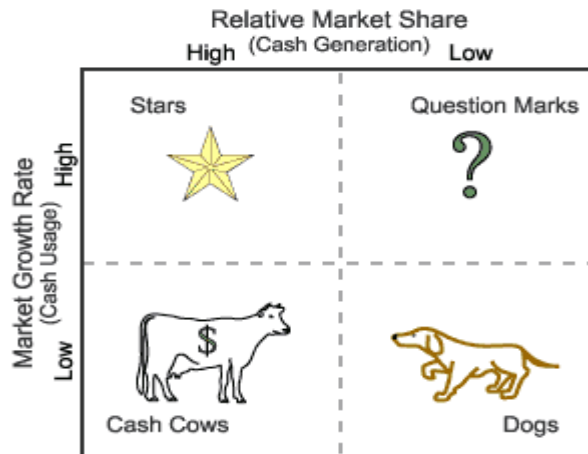 Relative Market Share
(Cash Generation)
High
Low
Market Growth Rate
(Cash Usage)
High
Low
Stars
Question Marks
?
$
Cash Cows
Dogs